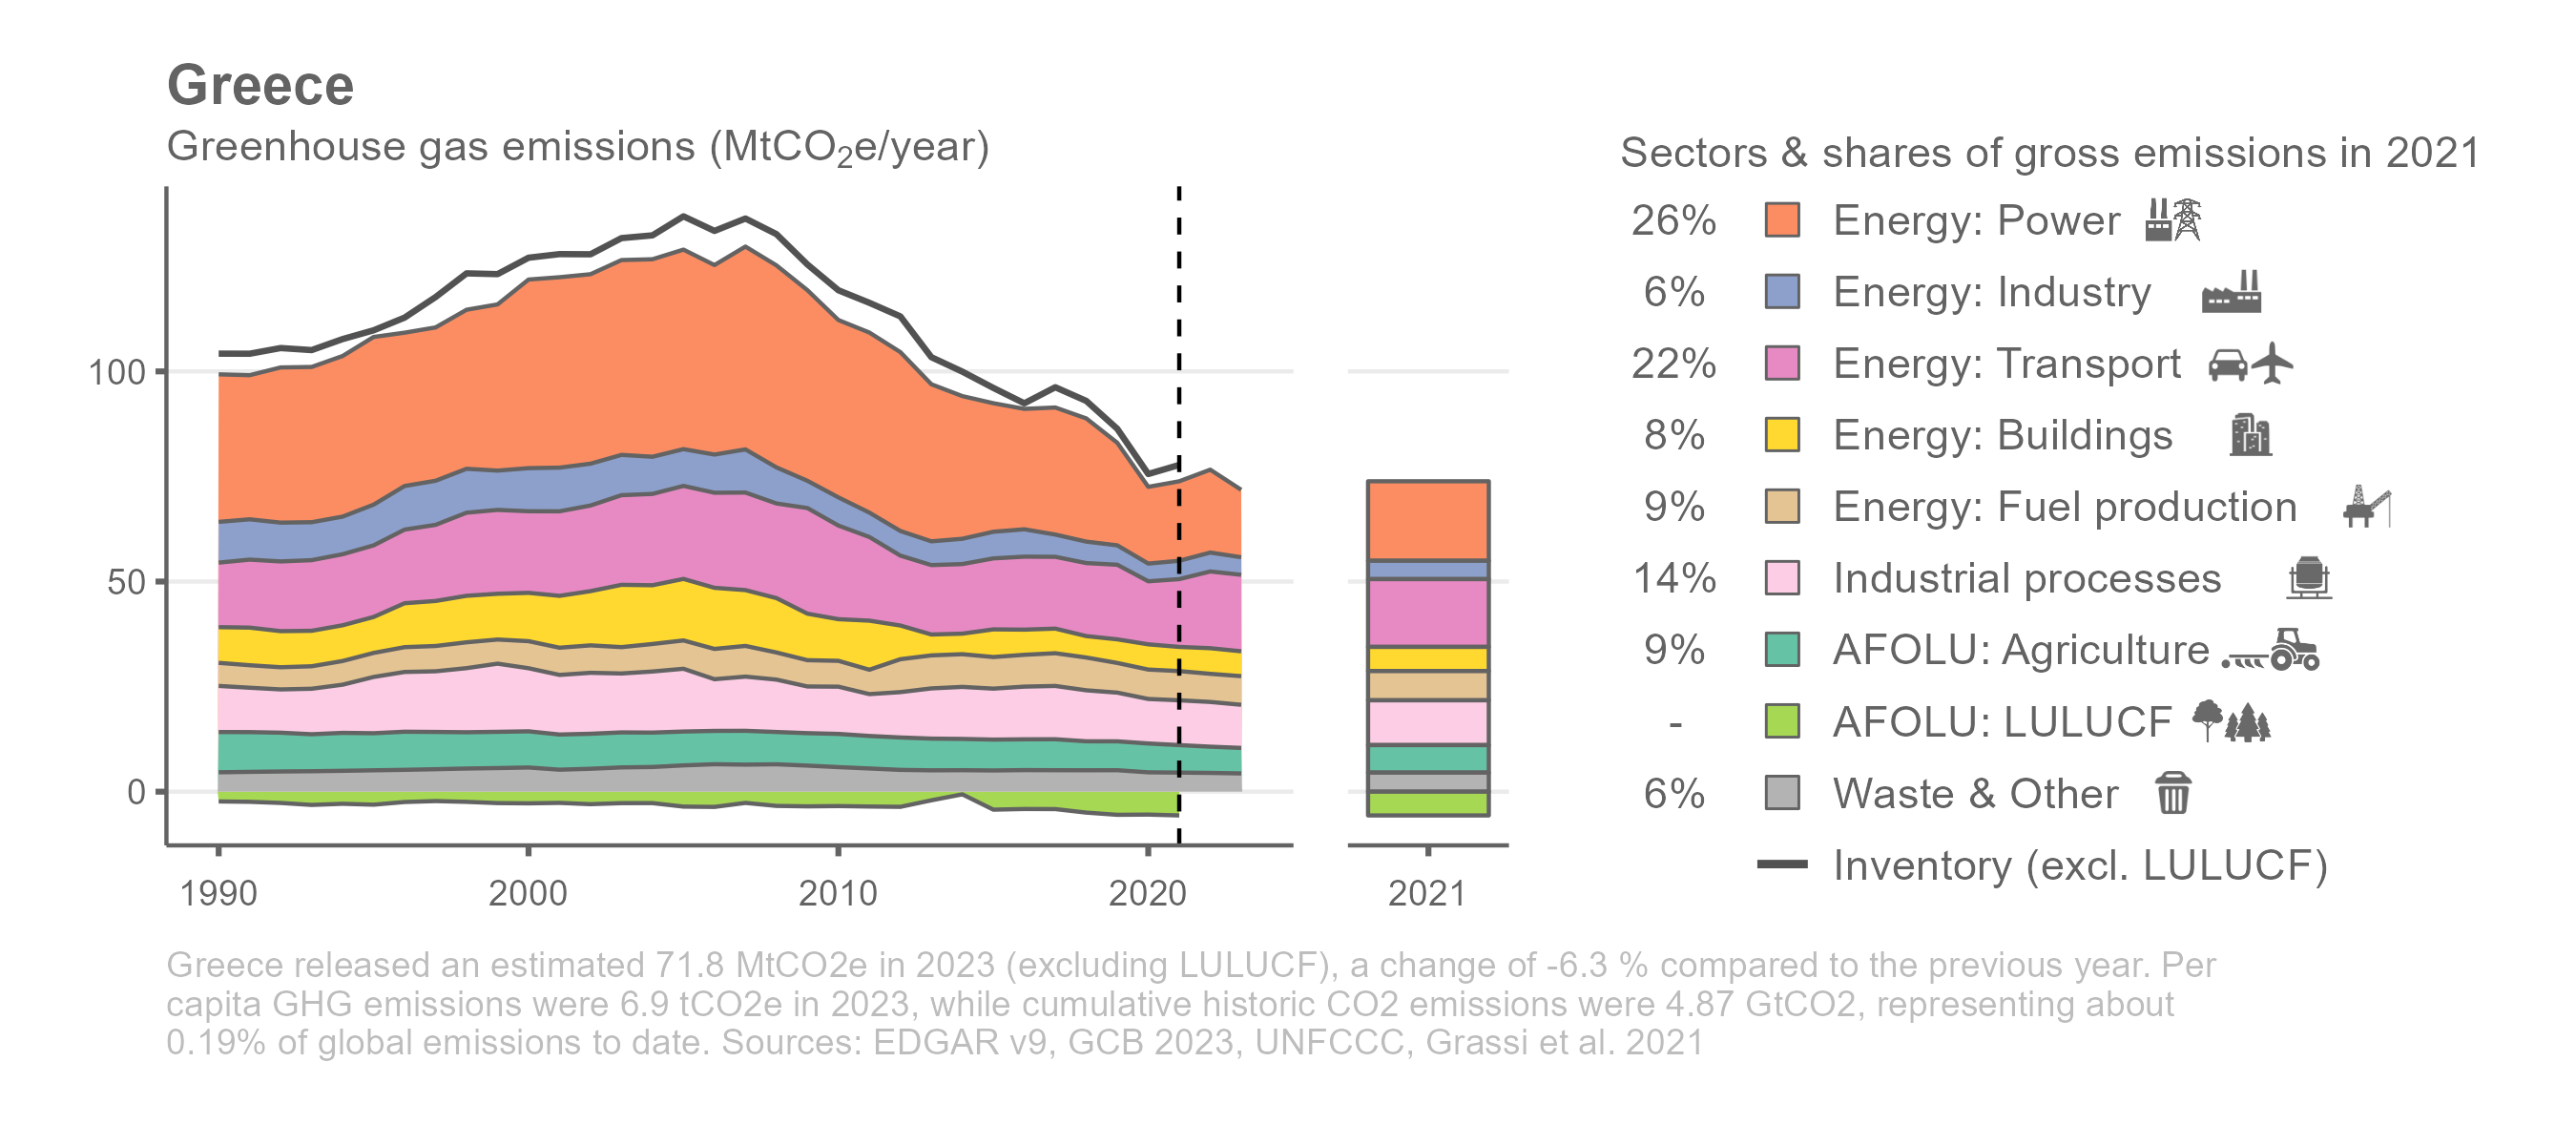 Greece
Greenhouse gas emissions (MtCO₂e/year)
100
50
0
1990
2000
2010
2020
2021
Sectors & shares of gross emissions in 2021
26% Energy: Power
6% Energy: Industry
22% Energy: Transport
8% Energy: Buildings
9% Energy: Fuel production
14% Industrial processes
9% AFOLU: Agriculture
- AFOLU: LULUCF
6% Waste & Other
Inventory (excl. LULUCF)
Greece released an estimated 71.8 MtCO2e in 2023 (excluding LULUCF), a change of -6.3 % compared to the previous year. Per
capita GHG emissions were 6.9 tCO2e in 2023, while cumulative historic CO2 emissions were 4.87 GtCO2, representing about
0.19% of global emissions to date. Sources: EDGAR v9, GCB 2023, UNFCCC, Grassi et al. 2021